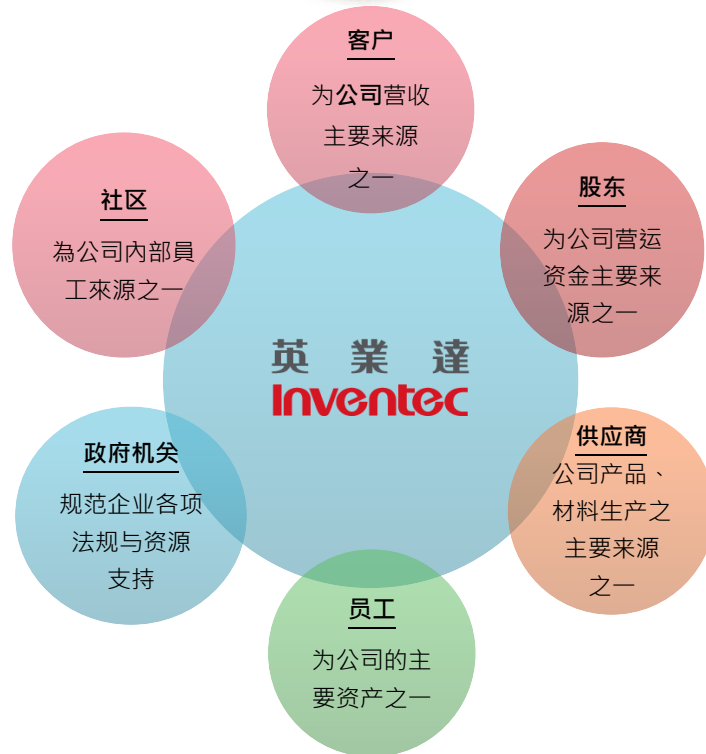 客户
为公司营收
主要来源
之一
社区
為公司內部員
工來源之一
股东
为公司营运
资金主要来
源之一
英業達
Inventec
政府机关
规范企业各项
法规与资源
支持
供应商
公司产品、
材料生产之
主要来源
之一
员工
为公司的主
要资产之一